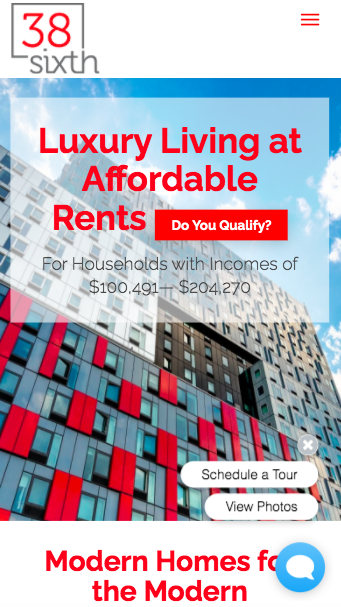 38
sixth
Luxury Living at
Affordable
Rents Do You Qualify?
For Households with Incomes of
$100,491— $204,270
Schedule a Tour
View Photos
Modern Homes fo
the Modern